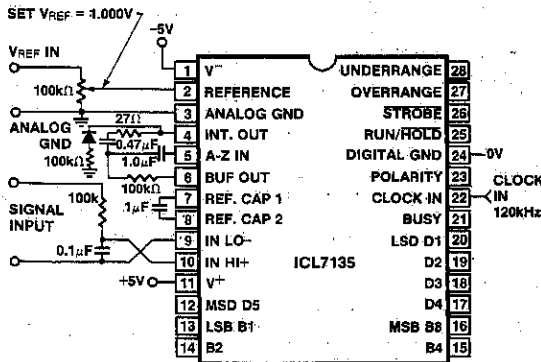 SET VREF = 1.000V
-5V
VREF IN
100kΩ
ANALOG GND
27Ω
0.47μF
1.0μF
100kΩ
100kΩ
100k
.1μF
SIGNAL INPUT
0.1μF
+5V
1 V-
2 REFERENCE
3 ANALOG GND
4 INT. OUT
5 A-Z IN
6 BUF OUT
7 REF. CAP 1
8 REF. CAP 2
9 IN LO-
10 IN HI+
11 V+
12 MSD D5
13 LSB B1
14 B2
ICL7135
UNDERRANGE 28
OVERRANGE 27
STROBE 26
RUN/HOLD 25
DIGITAL GND 24
POLARITY 23
CLOCK IN 22
BUSY 21
LSD D1 20
D2 19
D3 18
D4 17
MSB B8 16
B4 15
0V
CLOCK IN 120kHz